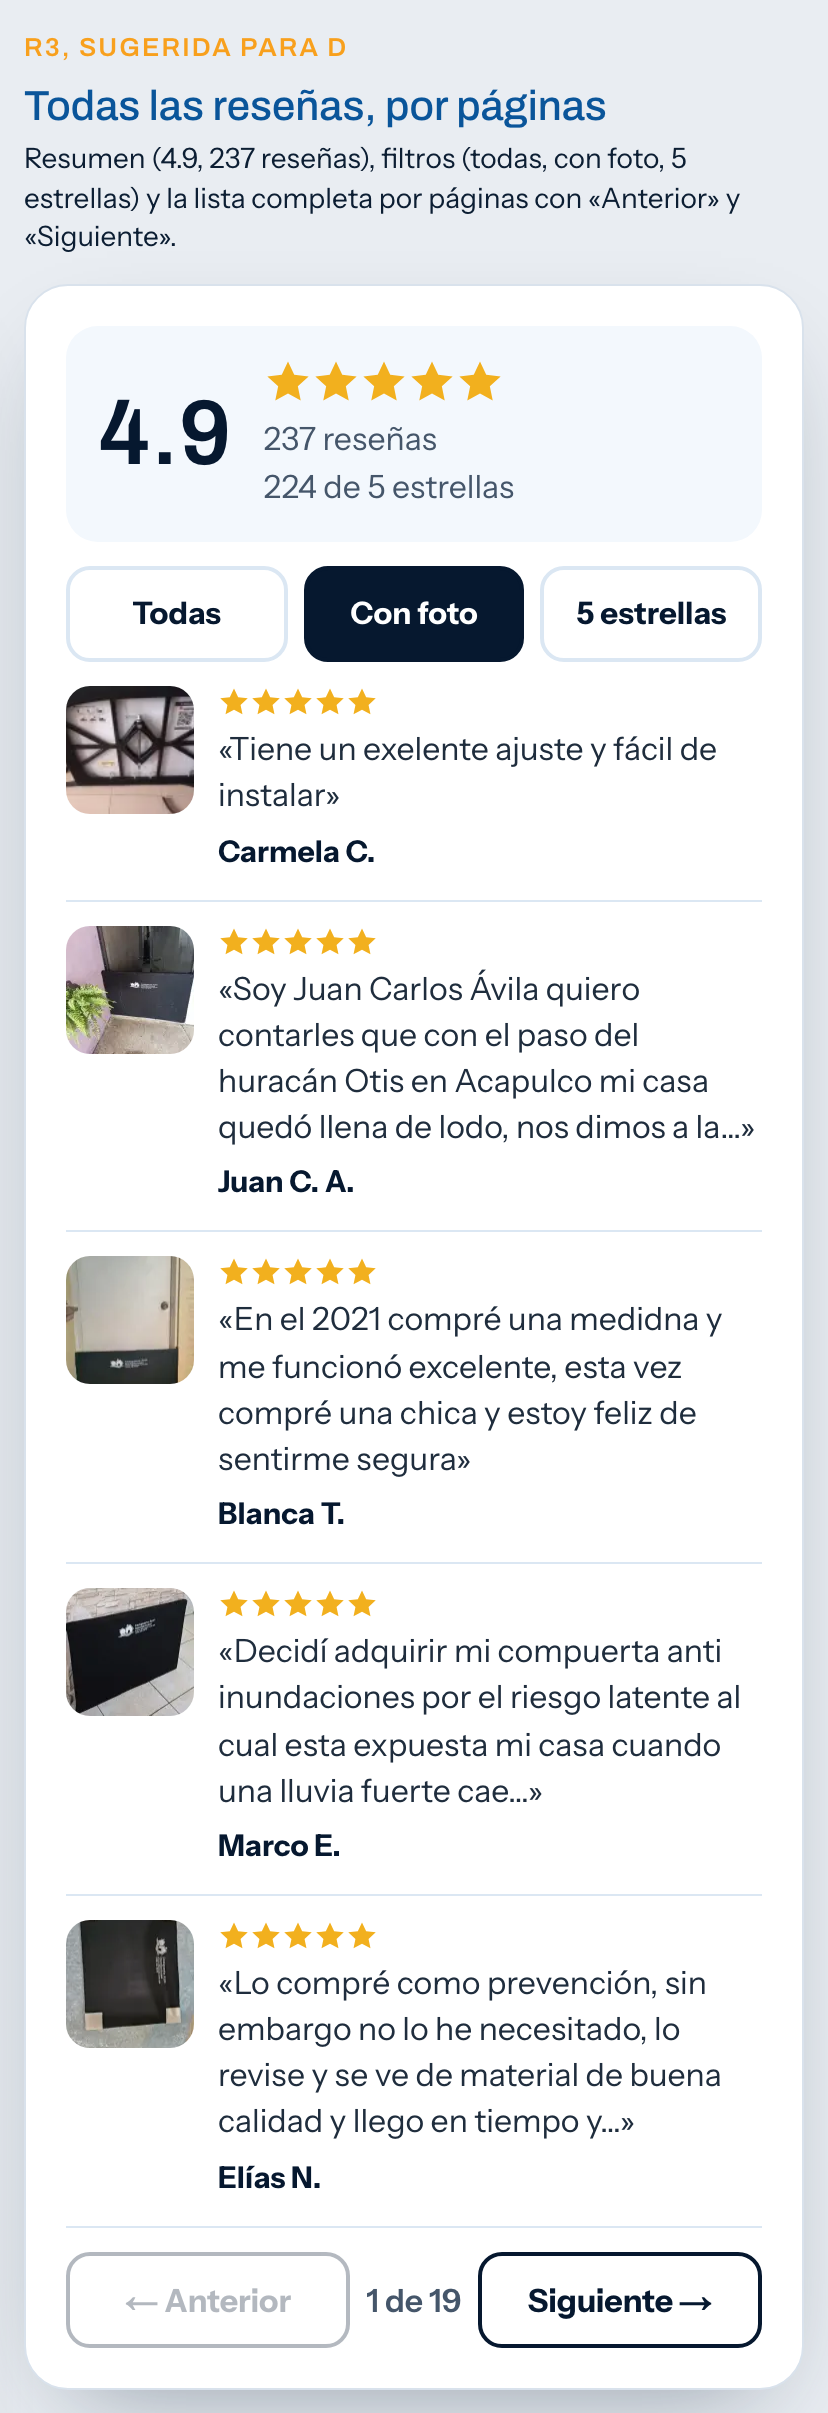 R3, SUGERIDA PARA D
Todas las reseñas, por páginas
Resumen (4.9, 237 reseñas), filtros (todas, con foto, 5
estrellas) y la lista completa por páginas con «Anterior» y
«Siguiente».
4.9
237 reseñas
224 de 5 estrellas
Todas
Con foto
5 estrellas
«Tiene un exelente ajuste y fácil de
instalar»
Carmela C.
«Soy Juan Carlos Ávila quiero
contarles que con el paso del
huracán Otis en Acapulco mi casa
quedó llena de lodo, nos dimos a la...»
Juan C. A.
«En el 2021 compré una medidna y
me funcionó excelente, esta vez
compré una chica y estoy feliz de
sentirme segura»
Blanca T.
«Decidí adquirir mi compuerta anti
inundaciones por el riesgo latente al
cual esta expuesta mi casa cuando
una lluvia fuerte cae...»
Marco E.
«Lo compré como prevención, sin
embargo no lo he necesitado, lo
revise y se ve de material de buena
calidad y llego en tiempo y...»
Elías N.
← Anterior
1 de 19
Siguiente →